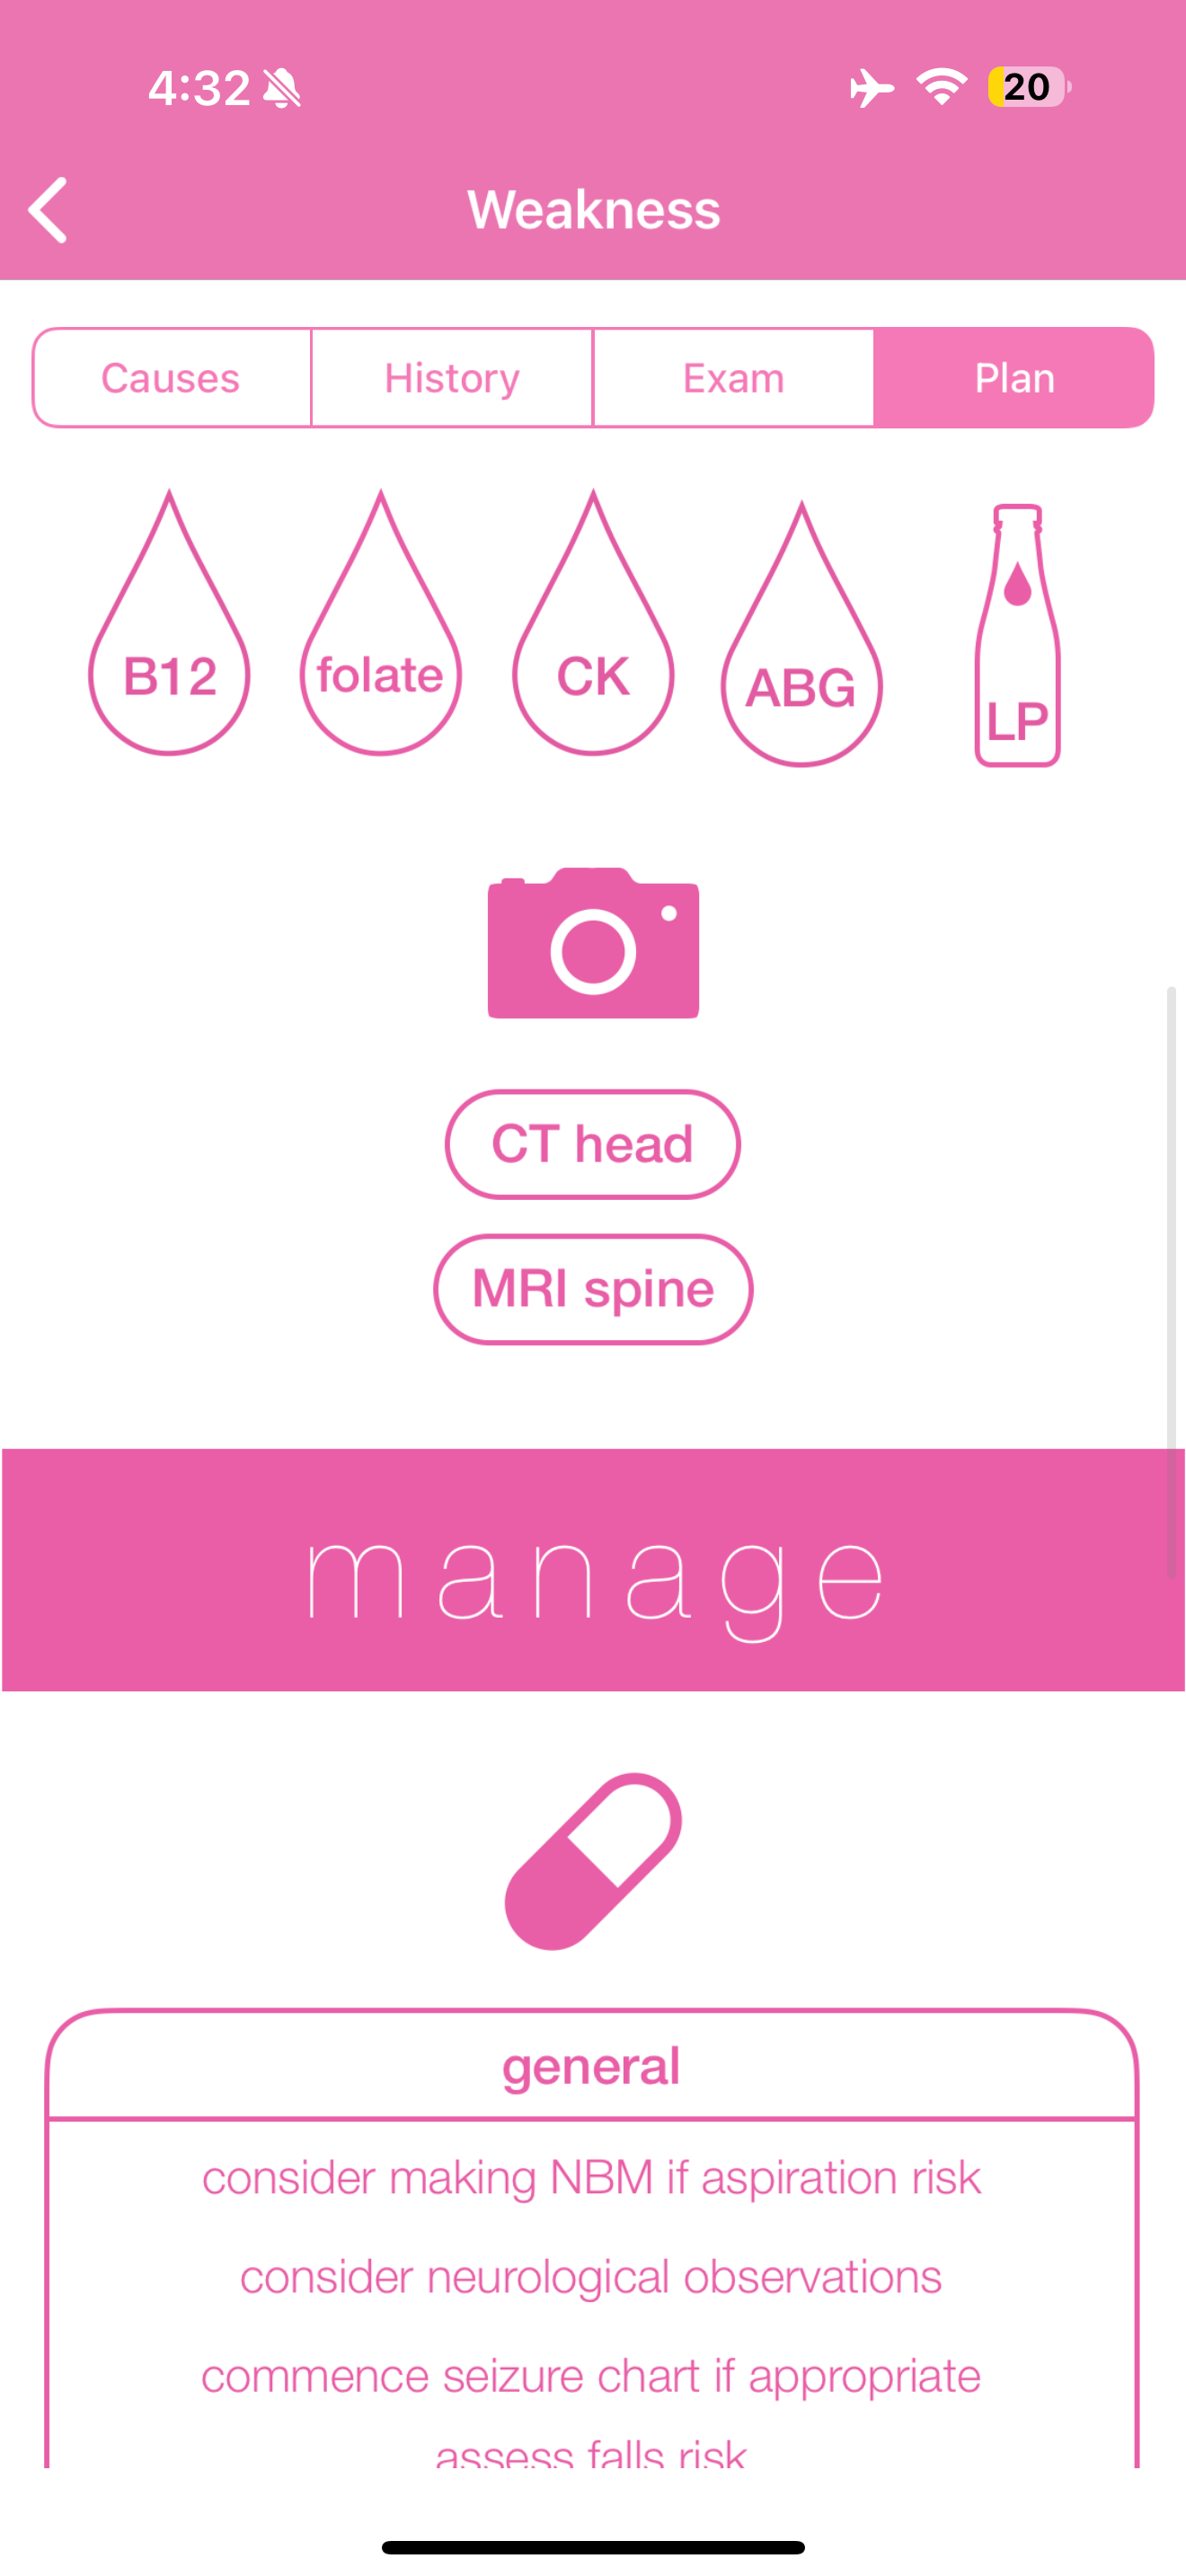 4:32
20
Weakness
Causes History Exam Plan
B12 folate CK ABG LP
CT head
MRI spine
manage
general
consider making NBM if aspiration risk
consider neurological observations
commence seizure chart if appropriate
assess falls risk